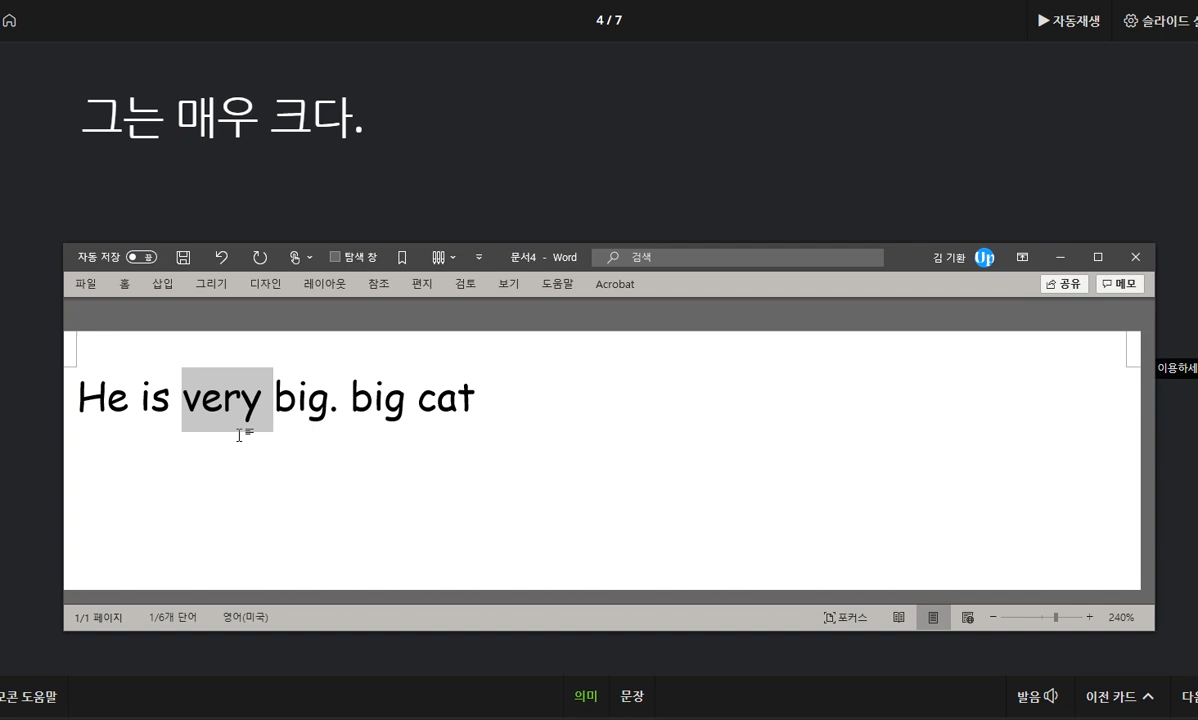 4 / 7
자동재생
슬라이드
그는 매우 크다.
자동 저장 끔 탐색 창 문서4 - Word 검색 김 기환 Up
파일 홈 삽입 그리기 디자인 레이아웃 참조 편지 검토 보기 도움말 Acrobat 공유 메모
이용하세
He is very big. big cat
1/1 페이지 1/6개 단어 영어(미국) 포커스 240%
모콘 도움말 의미 문장 발음 이전 카드